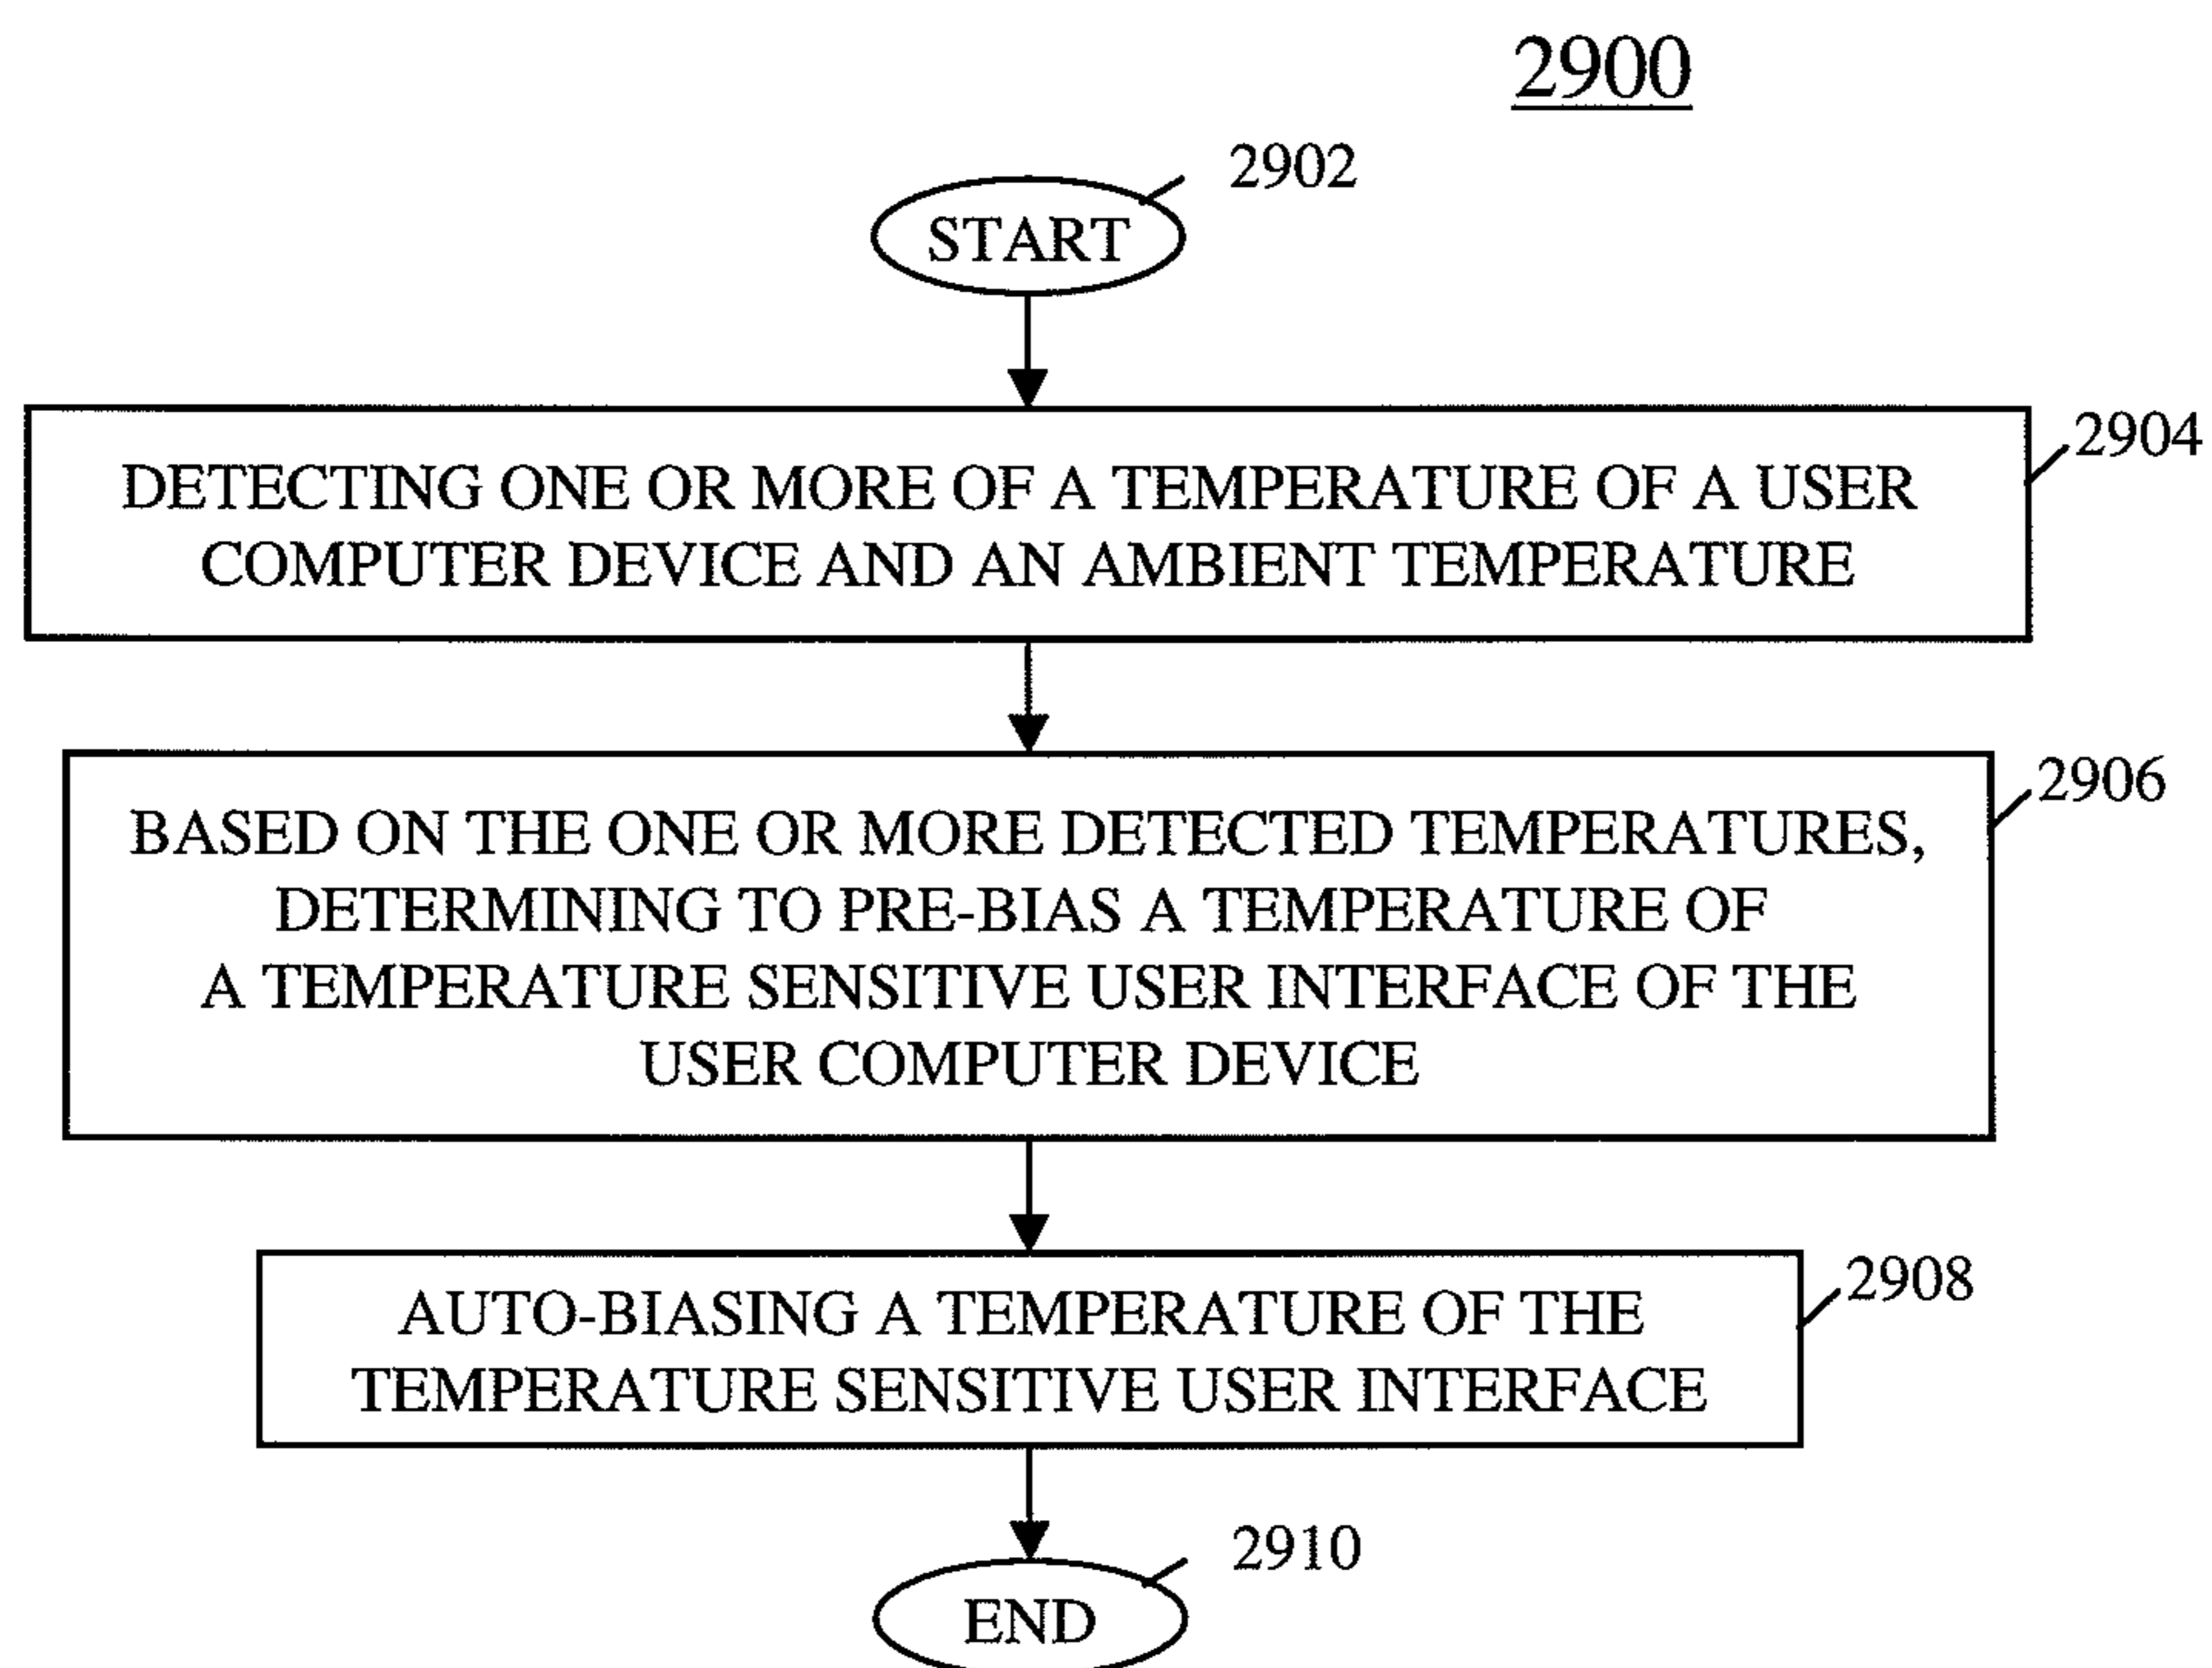 2900
2902
START
2904
DETECTING ONE OR MORE OF A TEMPERATURE OF A USER
COMPUTER DEVICE AND AN AMBIENT TEMPERATURE
2906
BASED ON THE ONE OR MORE DETECTED TEMPERATURES,
DETERMINING TO PRE-BIAS A TEMPERATURE OF
A TEMPERATURE SENSITIVE USER INTERFACE OF THE
USER COMPUTER DEVICE
2908
AUTO-BIASING A TEMPERATURE OF THE
TEMPERATURE SENSITIVE USER INTERFACE
2910
END